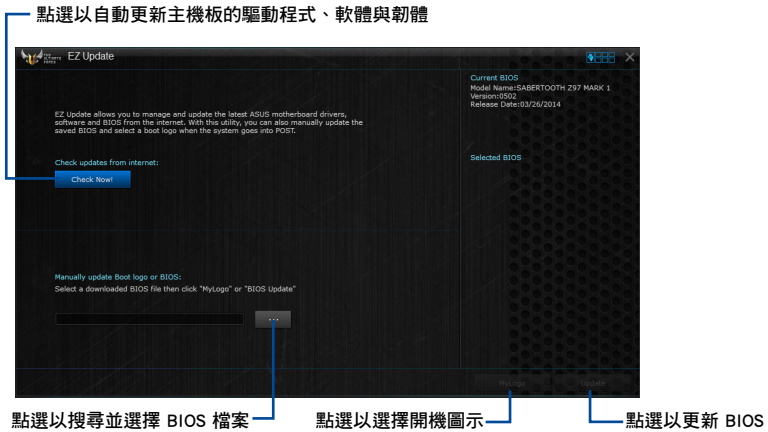 點選以自動更新主機板的驅動程式、軟體與韌體
THE ULTIMATE FORCE
EZ Update
Current BIOS
Model Name:SABERTOOTH Z97 MARK 1
Version:0502
Release Date:03/26/2014
EZ Update allows you to manage and update the latest ASUS motherboard drivers,
software and BIOS from the internet. With this utility, you can also manually update the
saved BIOS and select a boot logo when the system goes into POST.
Check updates from internet:
Selected BIOS
Check Now!
Manually update Boot logo or BIOS:
Select a downloaded BIOS file then click "MyLogo" or "BIOS Update"
...
MyLogo
Update
點選以搜尋並選擇 BIOS 檔案
點選以選擇開機圖示
點選以更新 BIOS